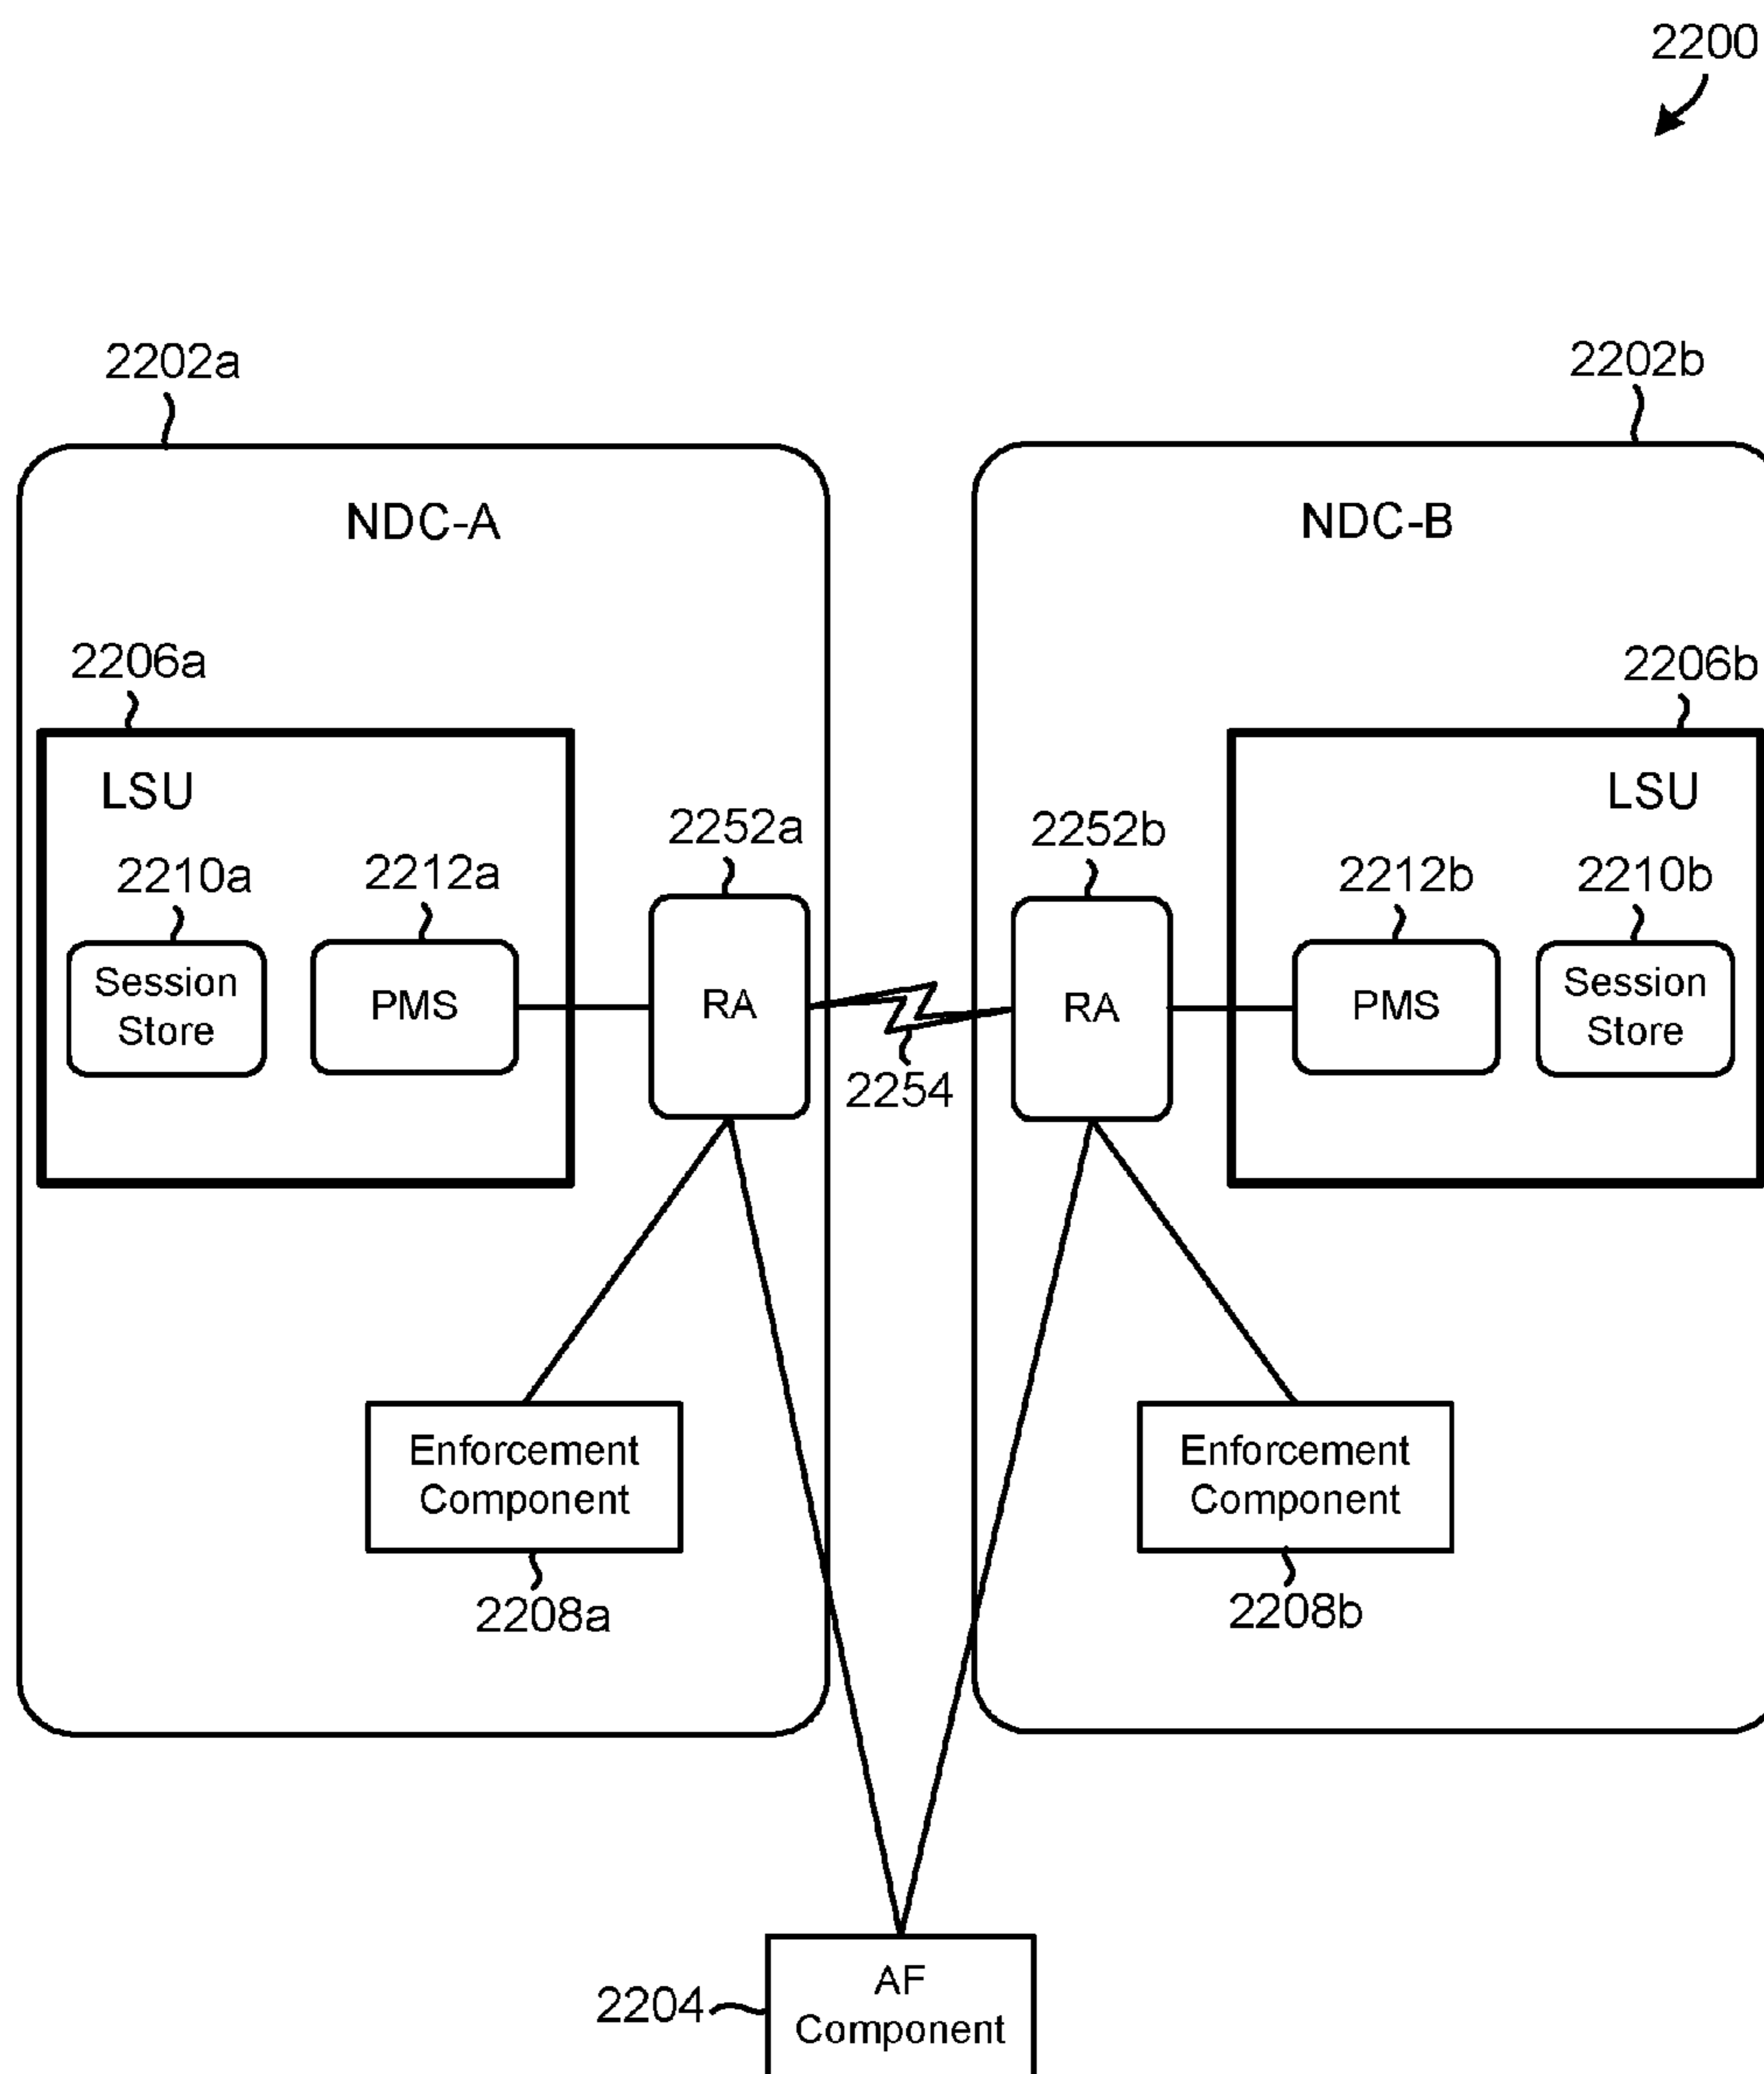 2200
2202a
2202b
NDC-A
NDC-B
2206a
2206b
LSU
LSU
2252a
2252b
2210a
2212a
2212b
2210b
Session
Store
PMS
RA
RA
PMS
Session
Store
2254
Enforcement
Component
Enforcement
Component
2208a
2208b
2204
AF
Component